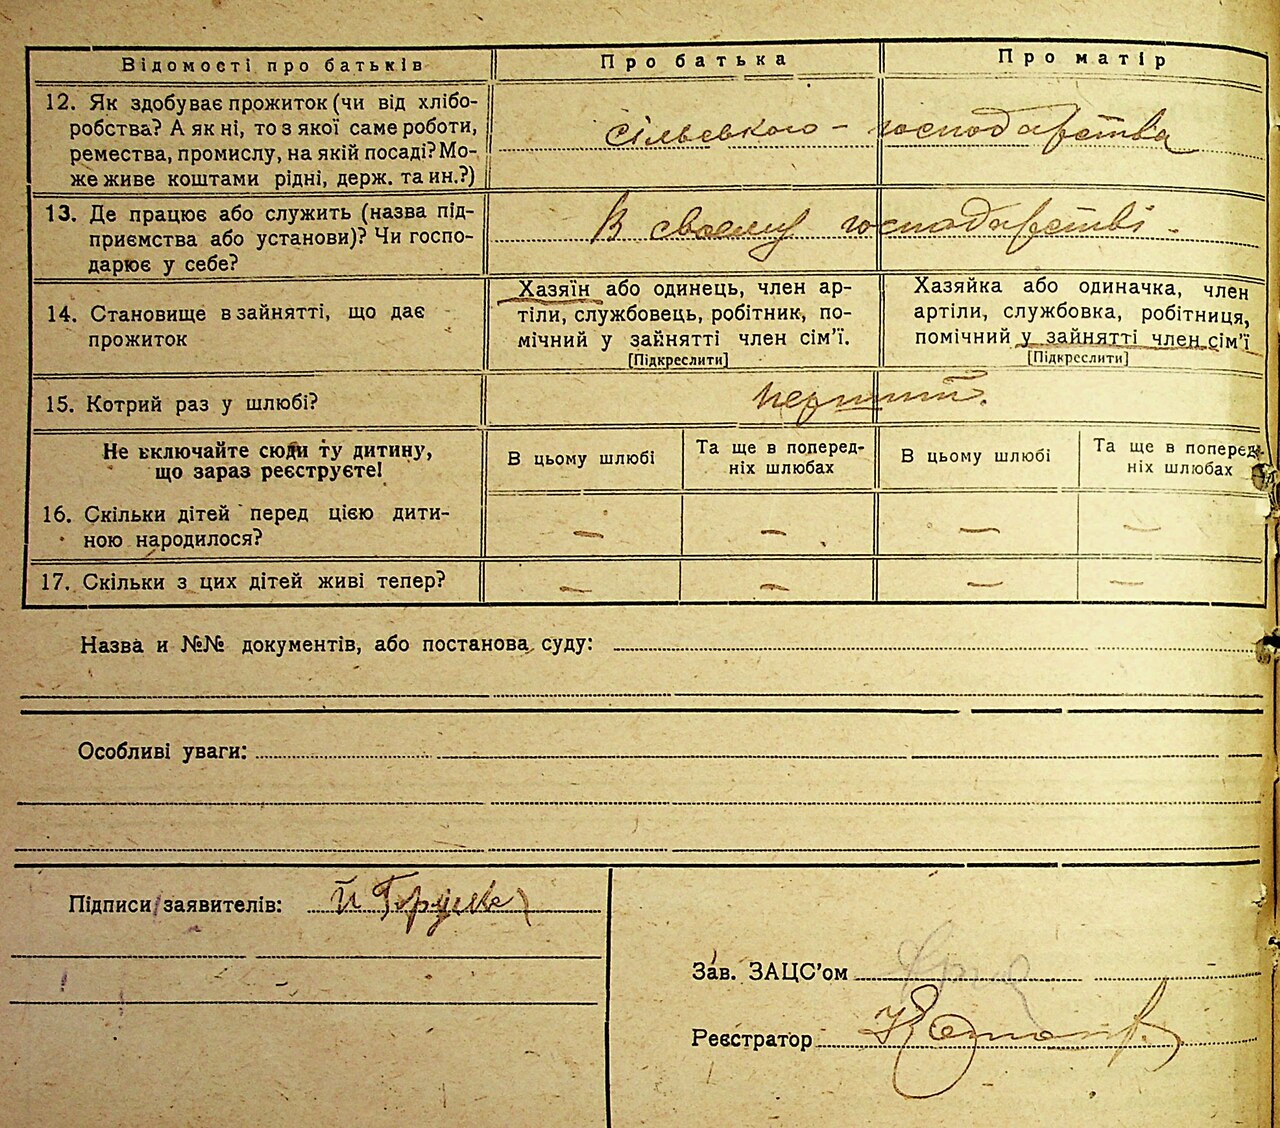 Відомості про батьків
Про батька
Про матір
12. Як здобуває прожиток (чи від хлібо-
робства? А як ні, то з якої саме роботи,
ремества, промислу, на якій посаді? Мо-
же живе коштами рідні, держ. та ин.?)
сільського - господарства
13. Де працює або служить (назва під-
приємства або установи)? Чи госпо-
дарює у себе?
В своєму господарстві -
14. Становище в зайнятті, що дає
прожиток
Хазяїн або одинець, член ар-
тіли, службовець, робітник, по-
мічний у зайнятті член сім'ї.
[Підкреслити]
Хазяйка або одиначка, член
артіли, службовка, робітниця,
помічний у зайнятті член сім'ї
[Підкреслити]
15. Котрий раз у шлюбі?
перший.
Не включайте сюди ту дитину,
що зараз реєструєте!
В цьому шлюбі
Та ще в поперед-
ніх шлюбах
В цьому шлюбі
Та ще в поперед-
ніх шлюбах
16. Скільки дітей перед цією дити-
ною народилося?
— — — —
17. Скільки з цих дітей живі тепер?
— — — —
Назва и №№ документів, або постанова суду:
Особливі уваги:
Підписи заявителів:
Зав. ЗАЦС'ом
Реєстратор